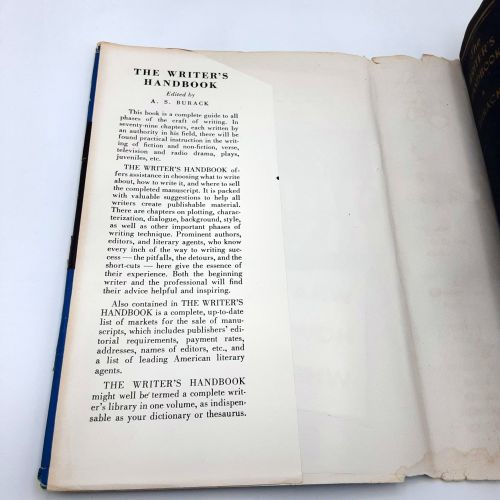 THE WRITER'S
HANDBOOK
Edited by
A. S. BURACK
This book is a complete guide to all
phases of the craft of writing. In
seventy-nine chapters, each written by
an authority in his field, there will be
found practical instruction in the writ-
ing of fiction and non-fiction, verse,
television and radio drama, plays,
juveniles, etc.
THE WRITER'S HANDBOOK of-
fers assistance in choosing what to write
about, how to write it, and where to sell
the completed manuscript. It is packed
with valuable suggestions to help all
writers create publishable material.
There are chapters on plotting, charac-
terization, dialogue, background, style,
as well as other important phases of
writing technique. Prominent authors,
editors, and literary agents, who know
every inch of the way to writing suc-
cess — the pitfalls, the detours, and the
short-cuts — here give the essence of
their experience. Both the beginning
writer and the professional will find
their advice helpful and inspiring.
Also contained in THE WRITER'S
HANDBOOK is a complete, up-to-date
list of markets for the sale of manu-
scripts, which includes publishers' edi-
torial requirements, payment rates,
addresses, names of editors, etc., and
a list of leading American literary
agents.
THE WRITER'S HANDBOOK
might well be termed a complete writ-
er's library in one volume, as indispen-
sable as your dictionary or thesaurus.
The
WRITER'S
HANDBOOK